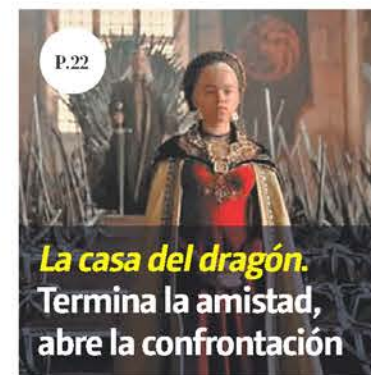 P.22
La casa del dragón.
Termina la amistad,
abre la confrontación